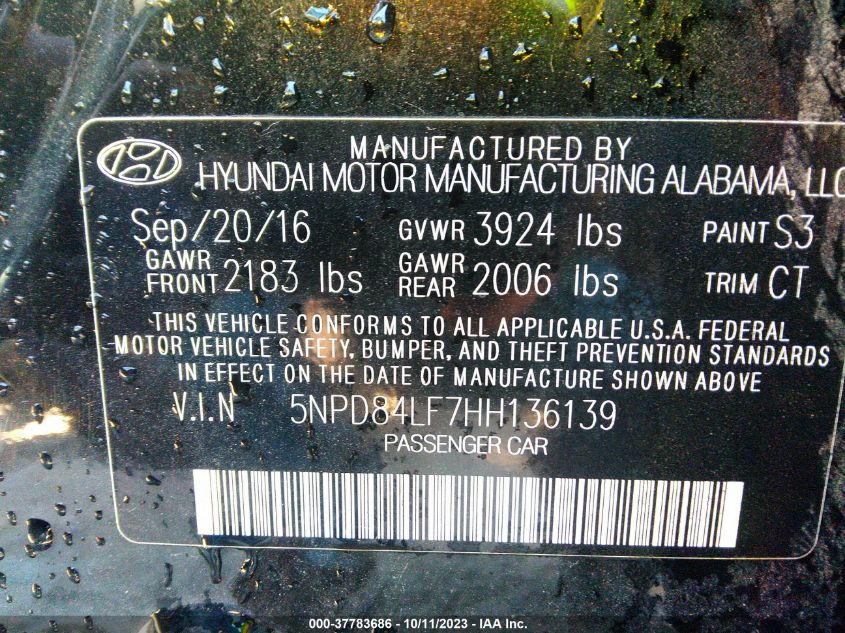 MANUFACTURED BY
HYUNDAI MOTOR MANUFACTURING ALABAMA, LLC
Sep/20/16 GVWR 3924 lbs PAINT S3
GAWR FRONT 2183 lbs GAWR REAR 2006 lbs TRIM CT
THIS VEHICLE CONFORMS TO ALL APPLICABLE U.S.A. FEDERAL
MOTOR VEHICLE SAFETY, BUMPER, AND THEFT PREVENTION STANDARDS
IN EFFECT ON THE DATE OF MANUFACTURE SHOWN ABOVE
V.I.N 5NPD84LF7HH136139
PASSENGER CAR
000-37783686 - 10/11/2023 - IAA Inc.